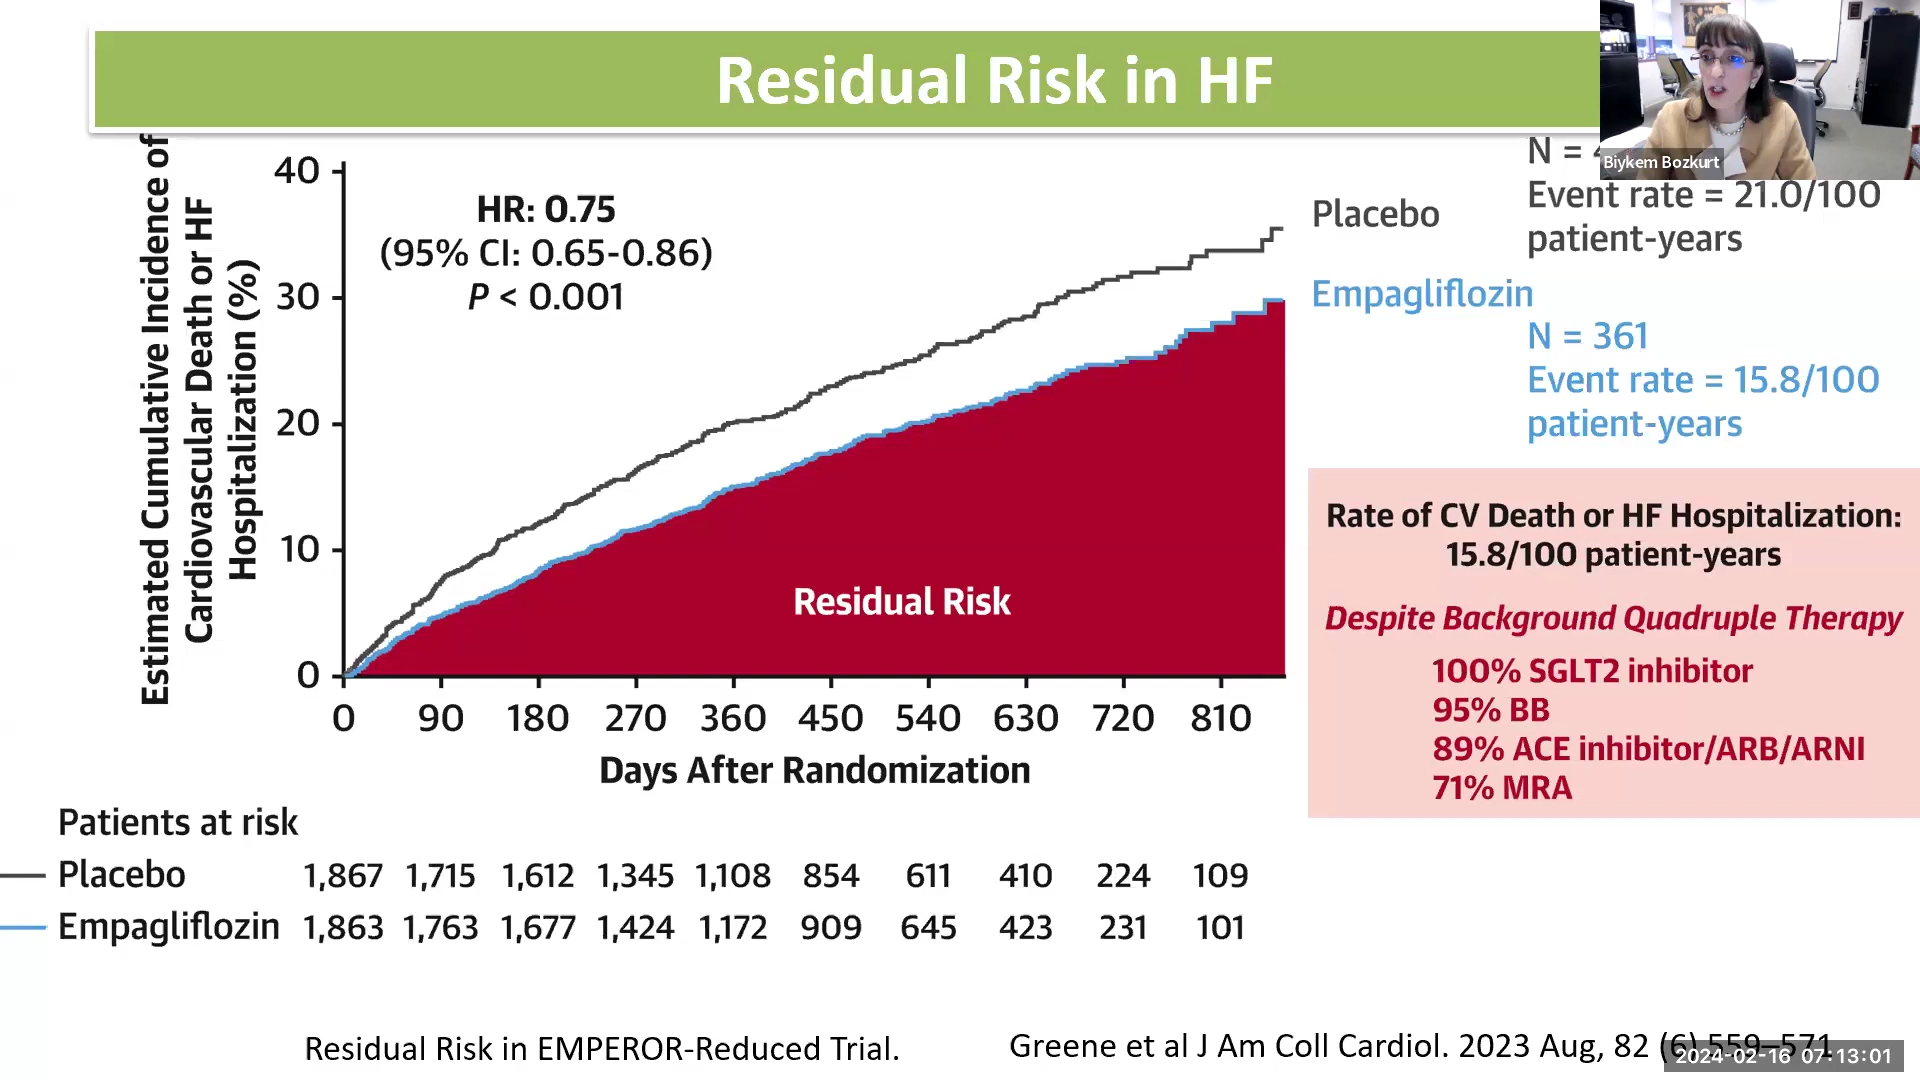 Residual Risk in HF
Biykem Bozkurt
Estimated Cumulative Incidence of
Cardiovascular Death or HF
Hospitalization (%)
40
30
20
10
0
HR: 0.75
(95% CI: 0.65-0.86)
P < 0.001
Residual Risk
0 90 180 270 360 450 540 630 720 810
Days After Randomization
Placebo
N = 4
Event rate = 21.0/100
patient-years
Empagliflozin
N = 361
Event rate = 15.8/100
patient-years
Rate of CV Death or HF Hospitalization:
15.8/100 patient-years
Despite Background Quadruple Therapy
100% SGLT2 inhibitor
95% BB
89% ACE inhibitor/ARB/ARNI
71% MRA
Patients at risk
Placebo 1,867 1,715 1,612 1,345 1,108 854 611 410 224 109
Empagliflozin 1,863 1,763 1,677 1,424 1,172 909 645 423 231 101
Residual Risk in EMPEROR-Reduced Trial.
Greene et al J Am Coll Cardiol. 2023 Aug, 82 (6) 559–571
2024-02-16 07:13:01